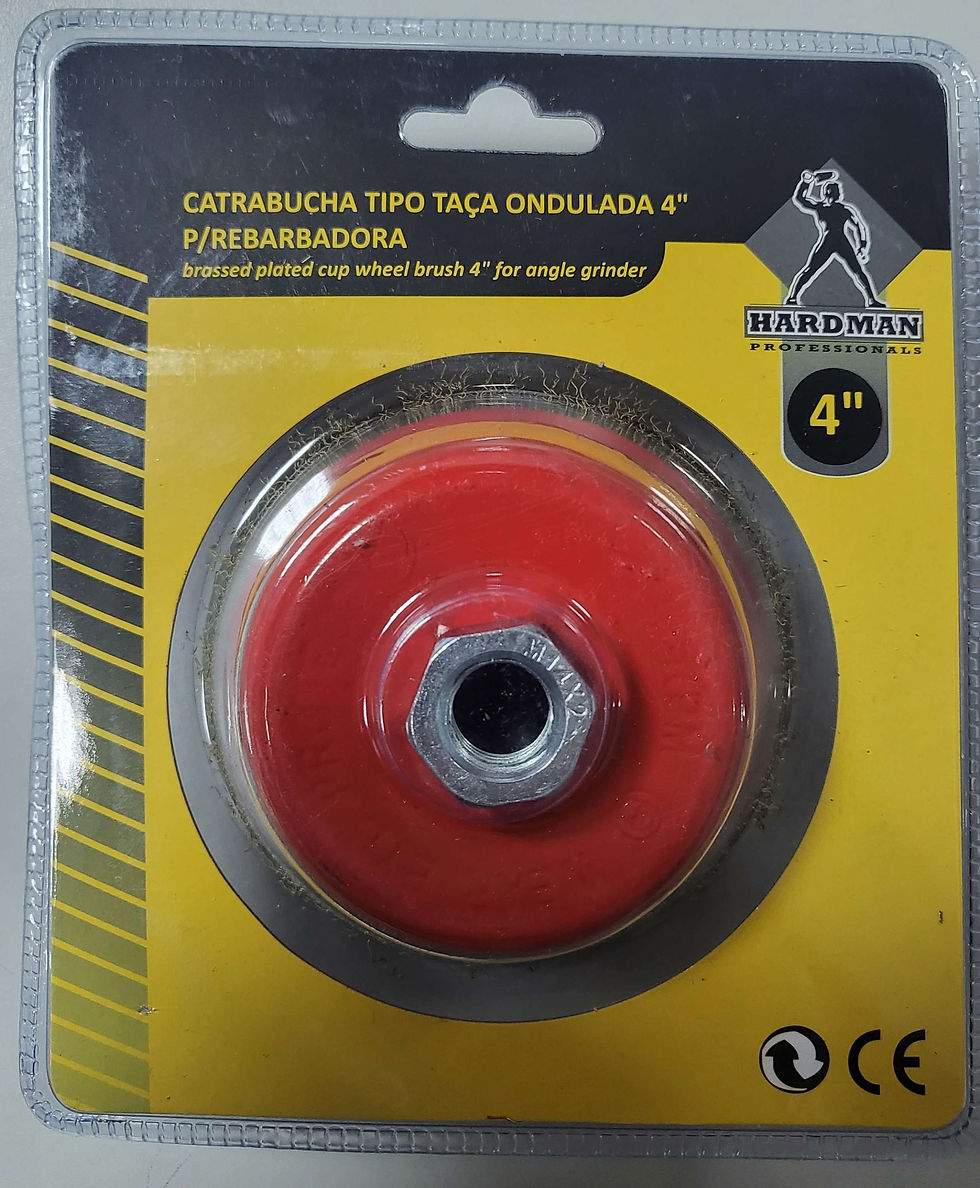 CATRABUCHA TIPO TAÇA ONDULADA 4"
P/REBARBADORA
brassed plated cup wheel brush 4" for angle grinder
HARDMAN
PROFESSIONALS
4"
M14X2
CE